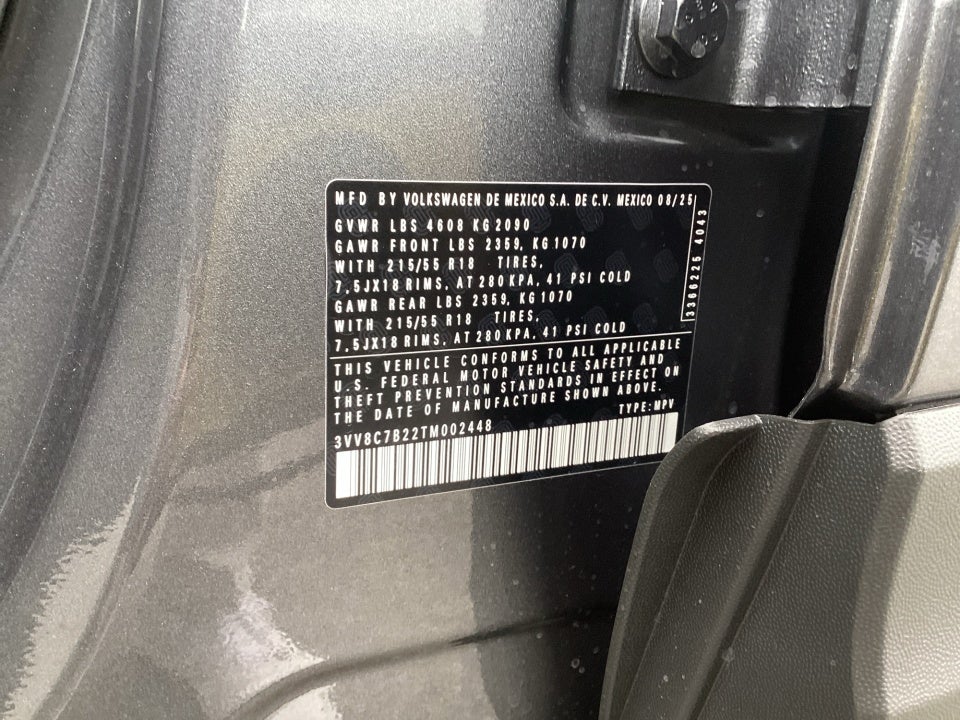 MFD BY VOLKSWAGEN DE MEXICO S.A. DE C.V. MEXICO 08/25
GVWR LBS 4608 KG 2090
GAWR FRONT LBS 2359, KG 1070
WITH 215/55 R18 TIRES,
7,5JX18 RIMS, AT 280 KPA, 41 PSI COLD
GAWR REAR LBS 2359, KG 1070
WITH 215/55 R18 TIRES,
7,5JX18 RIMS, AT 280 KPA, 41 PSI COLD
3366225 4043
THIS VEHICLE CONFORMS TO ALL APPLICABLE
U.S. FEDERAL MOTOR VEHICLE SAFETY AND
THEFT PREVENTION STANDARDS IN EFFECT ON
THE DATE OF MANUFACTURE SHOWN ABOVE.
TYPE:MPV
3VV8C7B22TM002448